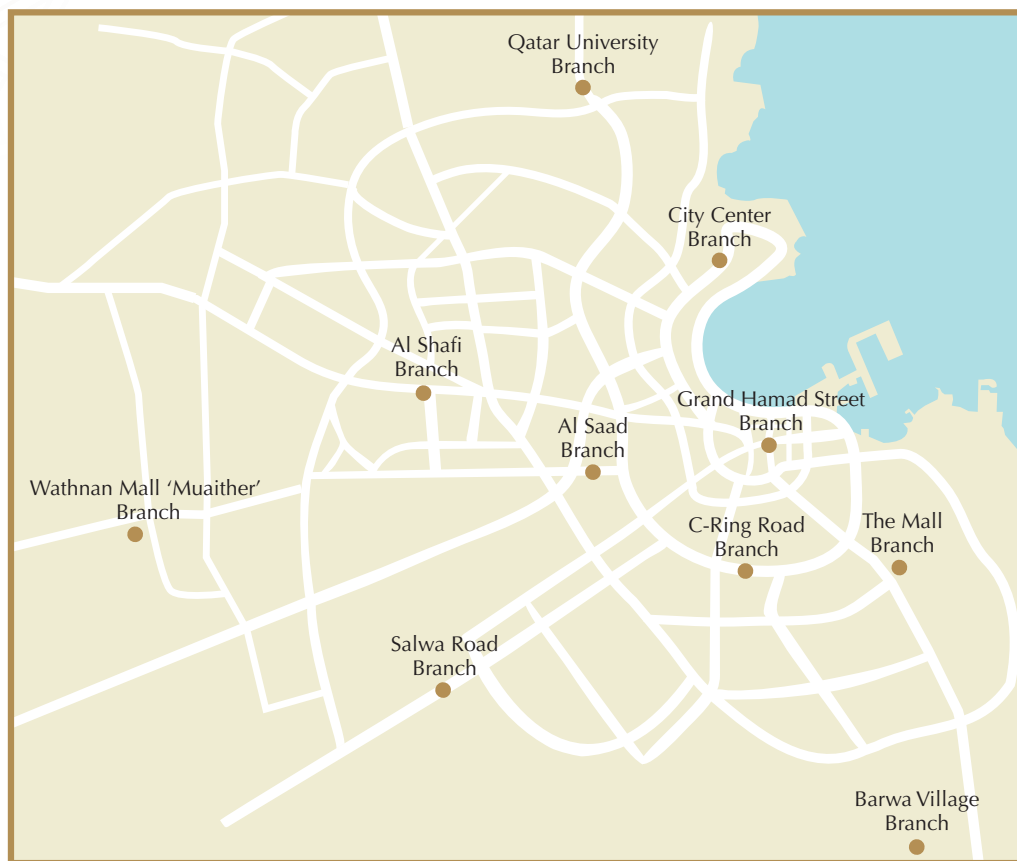 Qatar University
Branch
City Center
Branch
Al Shafi
Branch
Grand Hamad Street
Branch
Al Saad
Branch
Wathnan Mall ‘Muaither’
Branch
C-Ring Road
Branch
The Mall
Branch
Salwa Road
Branch
Barwa Village
Branch